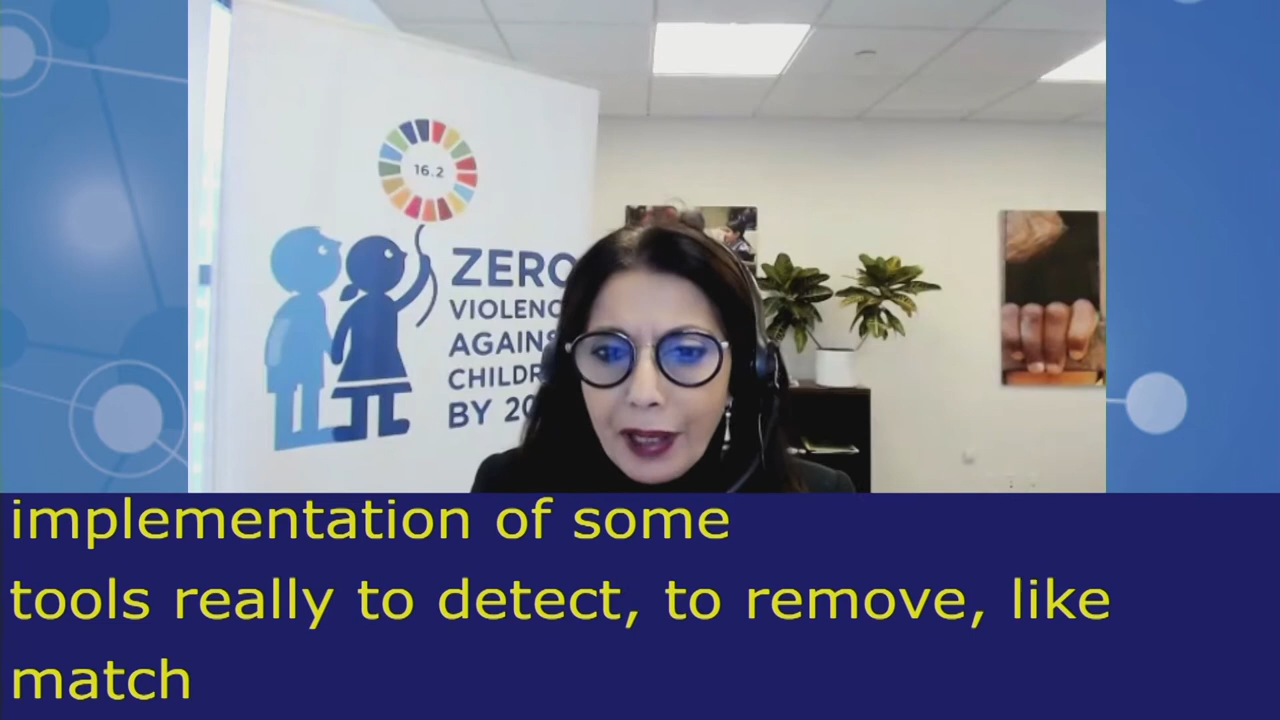 16.2
ZERO
VIOLENC
AGAINS
CHILDR
BY 20
implementation of some
tools really to detect, to remove, like
match